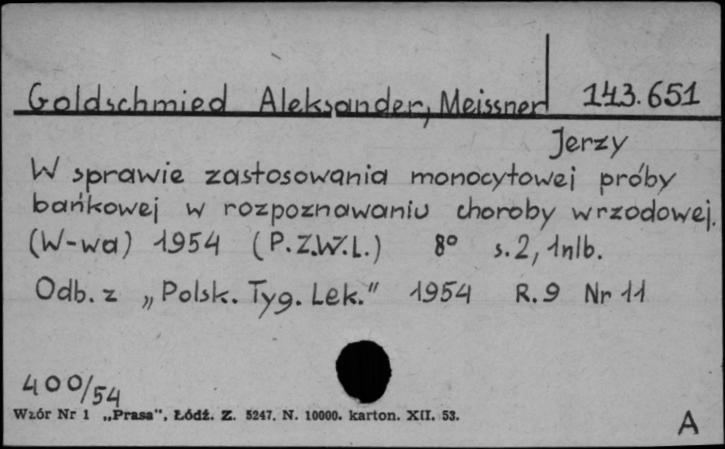 Goldschmied Aleksander, Meissner 143.651
Jerzy
W sprawie zastosowania monocytowej próby
bańkowej w rozpoznawaniu choroby wrzodowej.
(W-wa) 1954 (P.Z.W.L.) 8° s.2, 1nlb.
Odb. z „Polsk. Tyg. Lek." 1954 R.9 Nr 11
400/54
Wzór Nr 1 „Prasa", Łódź. Z. 5247. N. 10000. karton. XII. 53.
A